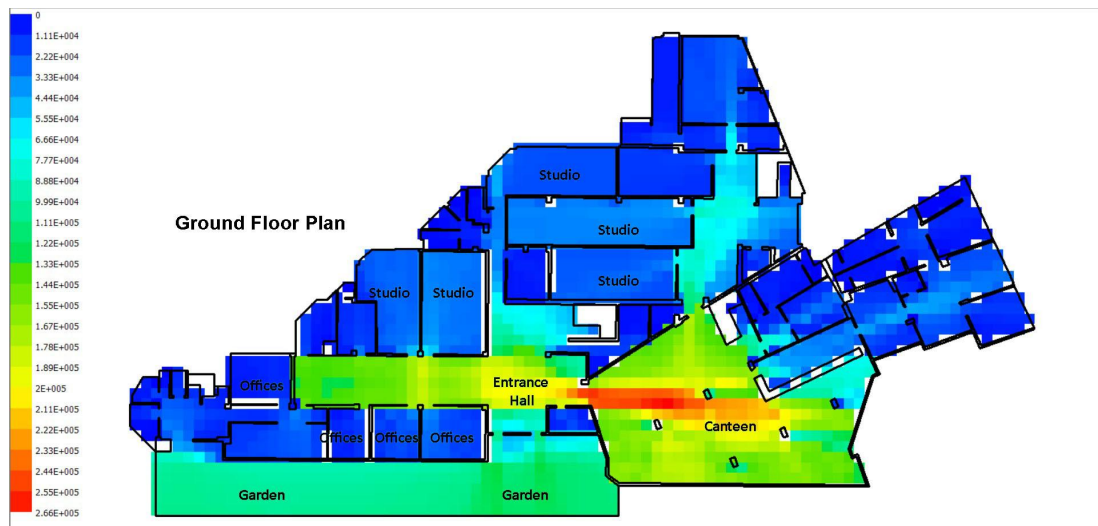 0
1.11E+004
2.22E+004
3.33E+004
4.44E+004
5.55E+004
6.66E+004
7.77E+004
8.88E+004
9.99E+004
1.11E+005
1.22E+005
1.33E+005
1.44E+005
1.55E+005
1.67E+005
1.78E+005
1.89E+005
2E+005
2.11E+005
2.22E+005
2.33E+005
2.44E+005
2.55E+005
2.66E+005
Ground Floor Plan
Studio
Studio
Studio
Studio
Studio
Offices
Entrance
Hall
Canteen
Offices
Offices
Offices
Garden
Garden